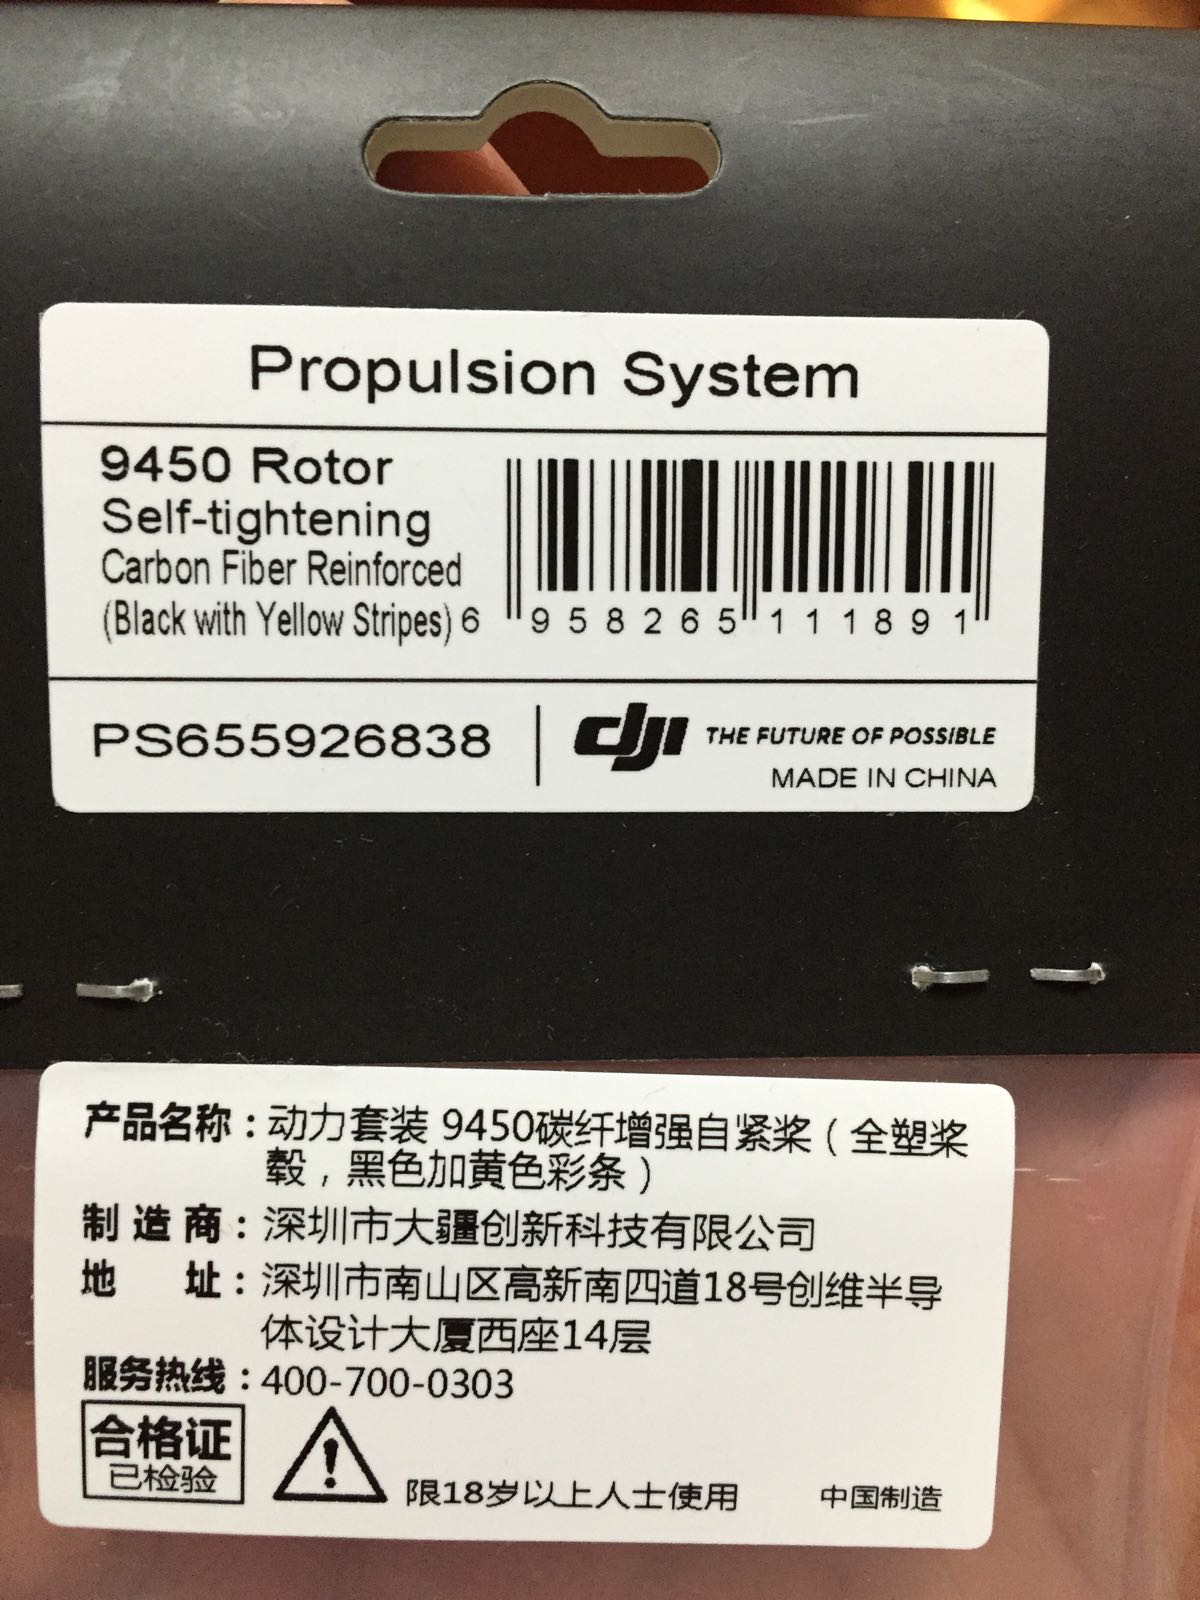 Propulsion System
9450 Rotor
Self-tightening
Carbon Fiber Reinforced
(Black with Yellow Stripes)
6 958265 111891
PS655926838
dji THE FUTURE OF POSSIBLE
MADE IN CHINA
产品名称：动力套装 9450碳纤增强自紧桨（全塑桨
毂，黑色加黄色彩条）
制造商：深圳市大疆创新科技有限公司
地址：深圳市南山区高新南四道18号创维半导
体设计大厦西座14层
服务热线：400-700-0303
合格证
已检验
限18岁以上人士使用
中国制造